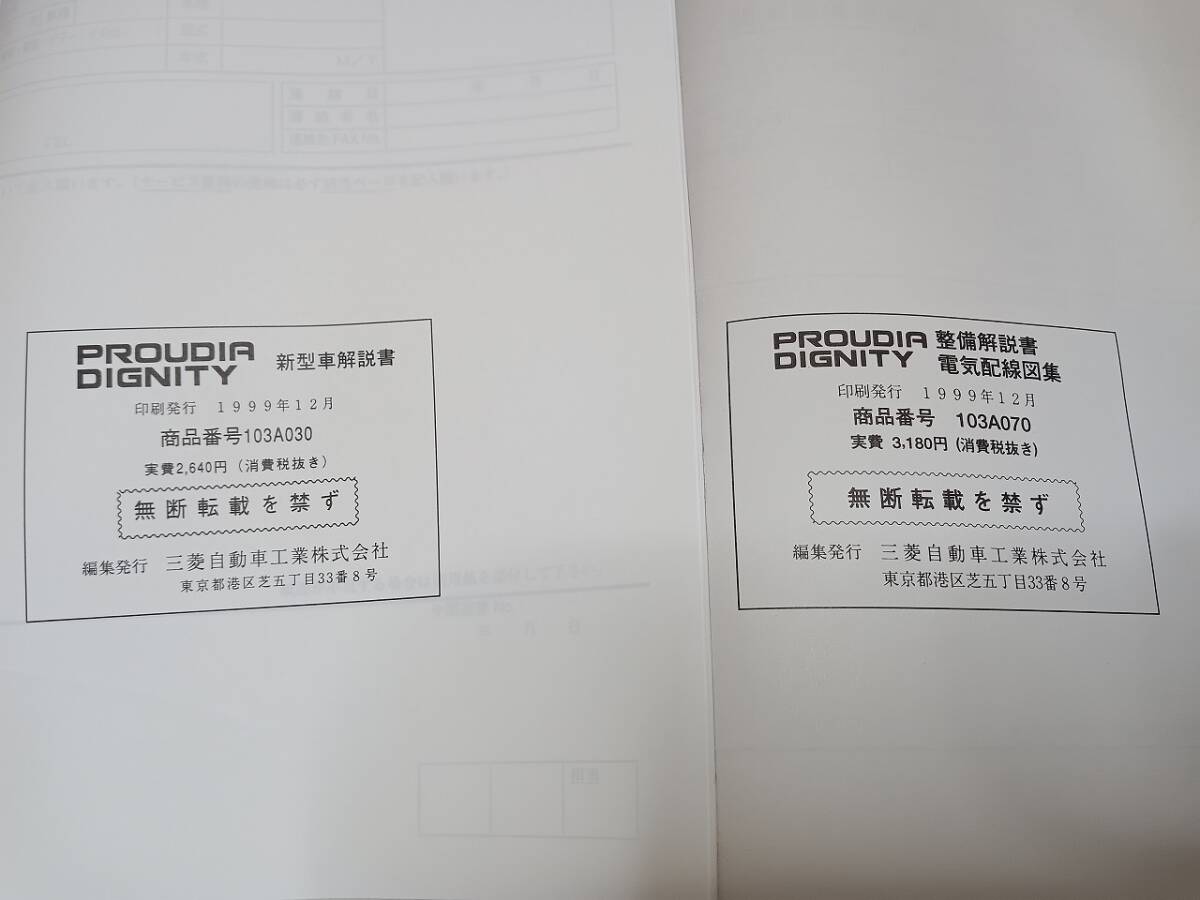 PROUDIA
DIGNITY
新型車解説書
印刷発行 1999年12月
商品番号103A030
実費2,640円(消費税抜き)
無断転載を禁ず
編集発行 三菱自動車工業株式会社
東京都港区芝五丁目33番8号
PROUDIA 整備解説書
DIGNITY 電気配線図集
印刷発行 1999年12月
商品番号 103A070
実費 3,180円(消費税抜き)
無断転載を禁ず
編集発行 三菱自動車工業株式会社
東京都港区芝五丁目33番8号